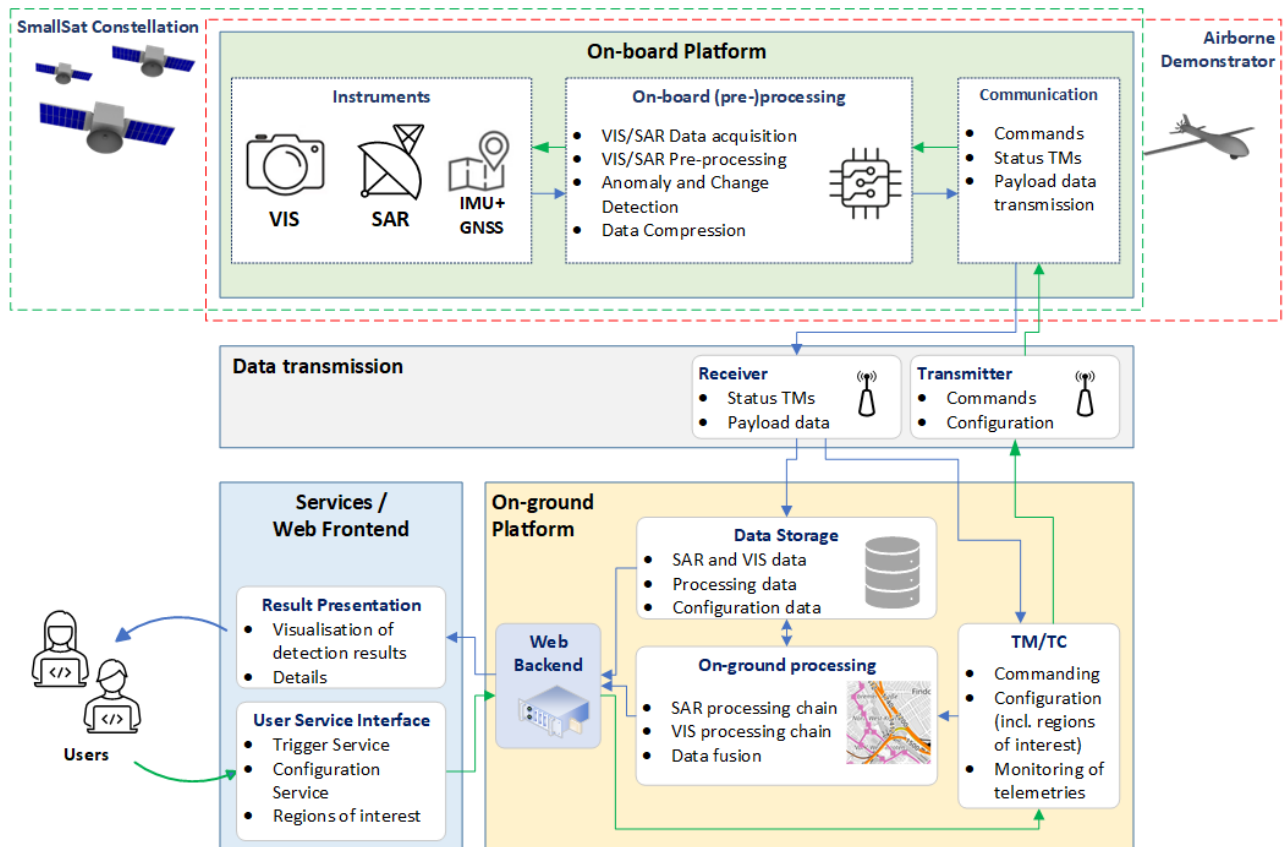 SmallSat Constellation
Airborne
Demonstrator
On-board Platform
Instruments
VIS
SAR
IMU+
GNSS
On-board (pre-)processing
• VIS/SAR Data acquisition
• VIS/SAR Pre-processing
• Anomaly and Change
Detection
• Data Compression
Communication
• Commands
• Status TMs
• Payload data
transmission
Data transmission
Receiver
• Status TMs
• Payload data
Transmitter
• Commands
• Configuration
Services /
Web Frontend
Result Presentation
• Visualisation of
detection results
• Details
User Service Interface
• Trigger Service
• Configuration
Service
• Regions of interest
Users
On-ground
Platform
Web
Backend
Data Storage
• SAR and VIS data
• Processing data
• Configuration data
On-ground processing
• SAR processing chain
• VIS processing chain
• Data fusion
TM/TC
• Commanding
• Configuration
(incl. regions
of interest)
• Monitoring of
telemetries